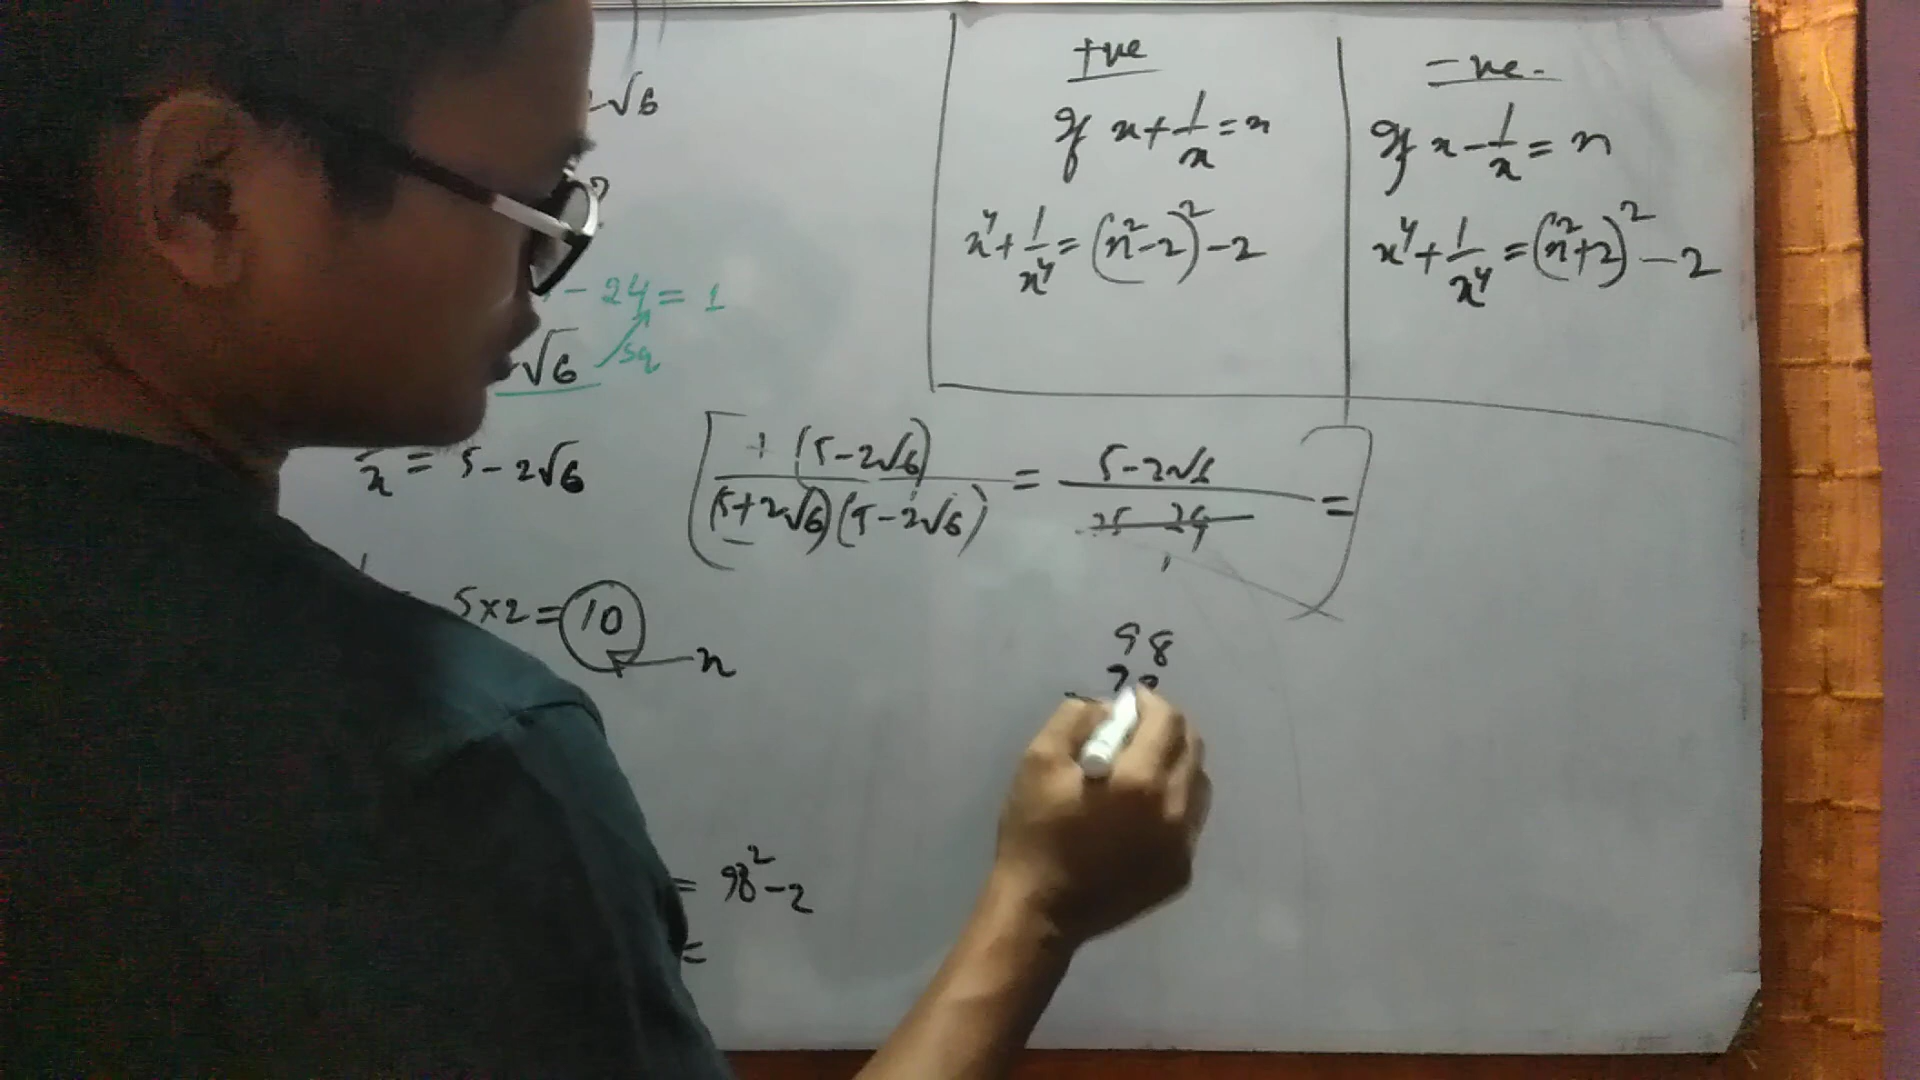 -√6
?
- 24 = 1
√6 sq
x = 5-2√6
5×2 = 10
n
= 98²-2
=
+ve
If x+1/x = n
x⁴+1/x⁴ = (n²-2)²-2
-ve.
If x-1/x = n
x⁴+1/x⁴ = (n²+2)²-2
1 (5-2√6) / (5+2√6)(5-2√6) = 5-2√6 / 25-24 =
1
98